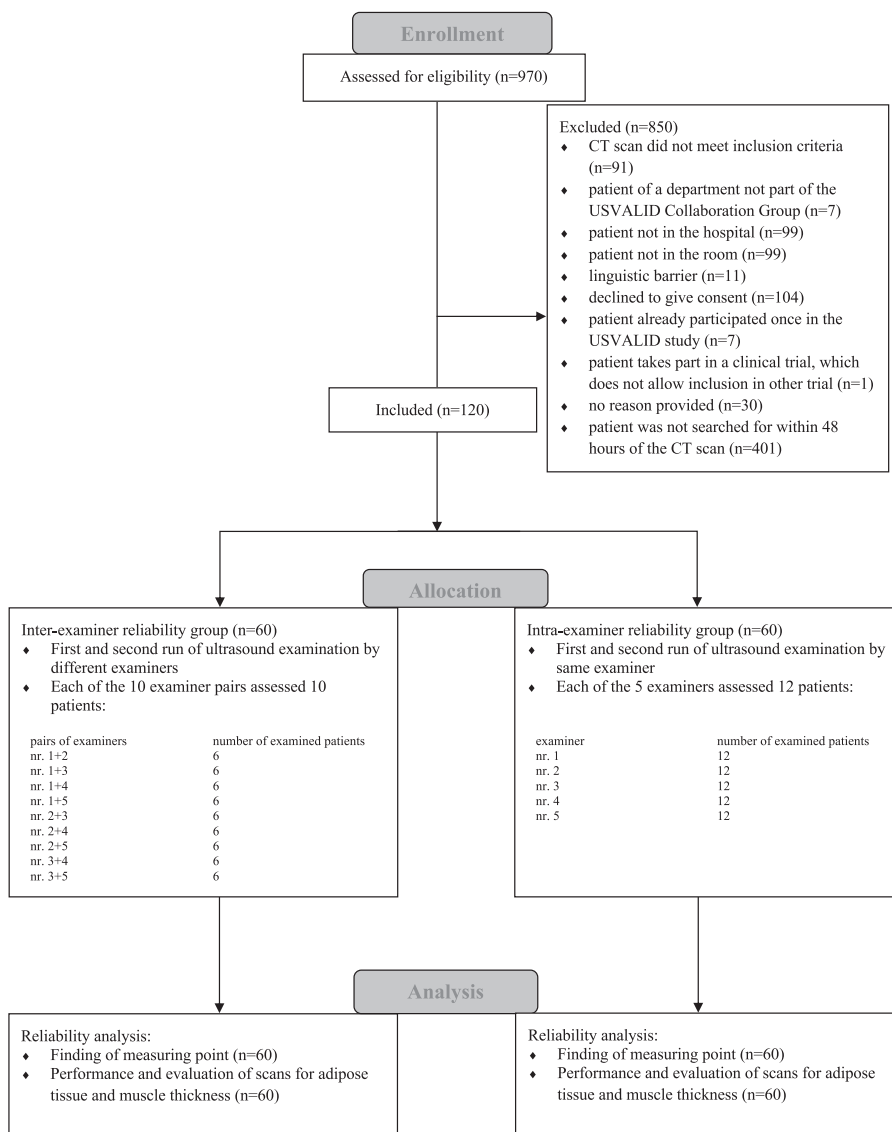 Enrollment
Assessed for eligibility (n=970)
Excluded (n=850)
♦ CT scan did not meet inclusion criteria
(n=91)
♦ patient of a department not part of the
USVALID Collaboration Group (n=7)
♦ patient not in the hospital (n=99)
♦ patient not in the room (n=99)
♦ linguistic barrier (n=11)
♦ declined to give consent (n=104)
♦ patient already participated once in the
USVALID study (n=7)
♦ patient takes part in a clinical trial, which
does not allow inclusion in other trial (n=1)
♦ no reason provided (n=30)
♦ patient was not searched for within 48
hours of the CT scan (n=401)
Included (n=120)
Allocation
Inter-examiner reliability group (n=60)
♦ First and second run of ultrasound examination by
different examiners
♦ Each of the 10 examiner pairs assessed 10
patients:
pairs of examiners number of examined patients
nr. 1+2 6
nr. 1+3 6
nr. 1+4 6
nr. 1+5 6
nr. 2+3 6
nr. 2+4 6
nr. 2+5 6
nr. 3+4 6
nr. 3+5 6
Intra-examiner reliability group (n=60)
♦ First and second run of ultrasound examination by
same examiner
♦ Each of the 5 examiners assessed 12 patients:
examiner number of examined patients
nr. 1 12
nr. 2 12
nr. 3 12
nr. 4 12
nr. 5 12
Analysis
Reliability analysis:
♦ Finding of measuring point (n=60)
♦ Performance and evaluation of scans for adipose
tissue and muscle thickness (n=60)
Reliability analysis:
♦ Finding of measuring point (n=60)
♦ Performance and evaluation of scans for adipose
tissue and muscle thickness (n=60)